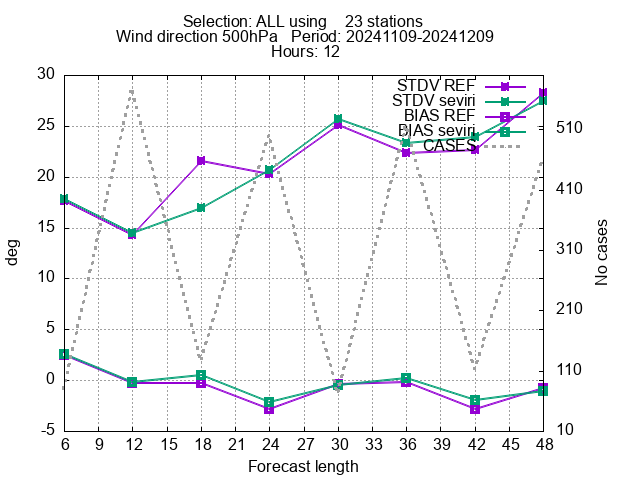 Selection: ALL using    23 stations
Wind direction 500hPa   Period: 20241109-20241209
Hours: 12
STDV REF
STDV seviri
BIAS REF
BIAS seviri
CASES
30
25
20
15
10
5
0
-5
deg
510
410
310
210
110
10
No cases
6 9 12 15 18 21 24 27 30 33 36 39 42 45 48
Forecast length